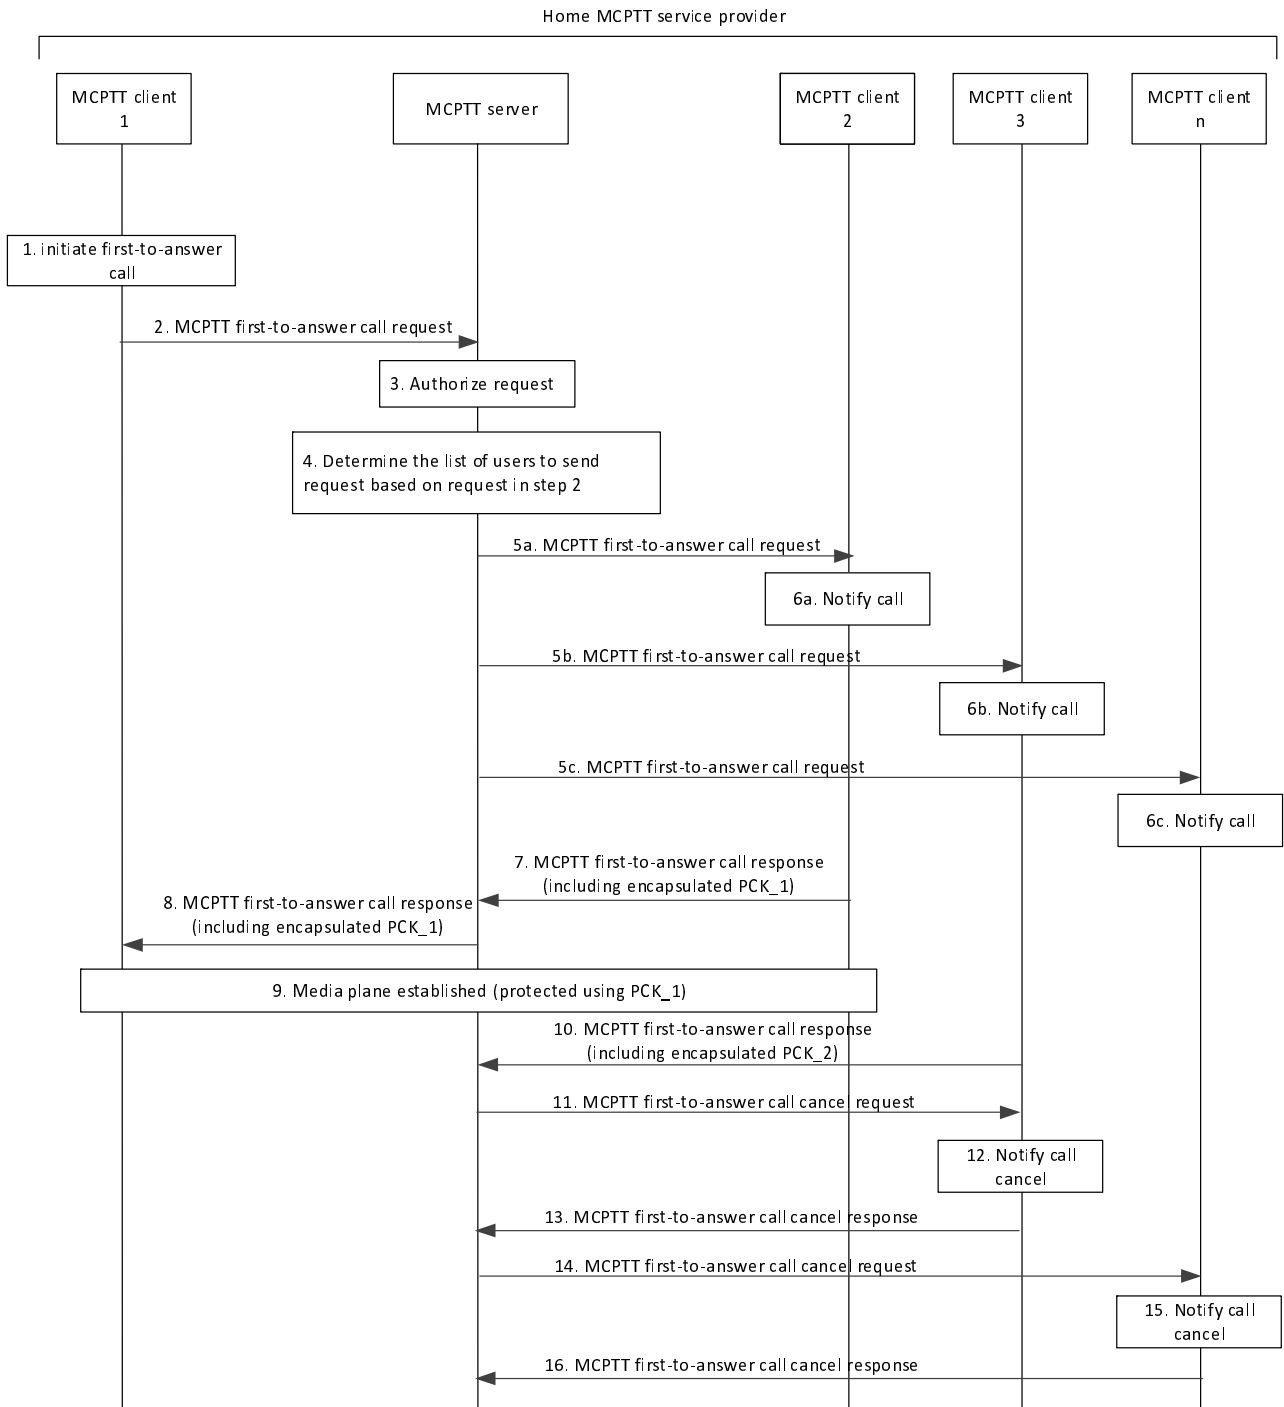 Home MCPTT service provider
MCPTT client
1
MCPTT server
MCPTT client
2
MCPTT client
3
MCPTT client
n
1. initiate first-to-answer
call
2. MCPTT first-to-answer call request
3. Authorize request
4. Determine the list of users to send
request based on request in step 2
5a. MCPTT first-to-answer call request
6a. Notify call
5b. MCPTT first-to-answer call request
6b. Notify call
5c. MCPTT first-to-answer call request
6c. Notify call
7. MCPTT first-to-answer call response
(including encapsulated PCK_1)
8. MCPTT first-to-answer call response
(including encapsulated PCK_1)
9. Media plane established (protected using PCK_1)
10. MCPTT first-to-answer call response
(including encapsulated PCK_2)
11. MCPTT first-to-answer call cancel request
12. Notify call
cancel
13. MCPTT first-to-answer call cancel response
14. MCPTT first-to-answer call cancel request
15. Notify call
cancel
16. MCPTT first-to-answer call cancel response